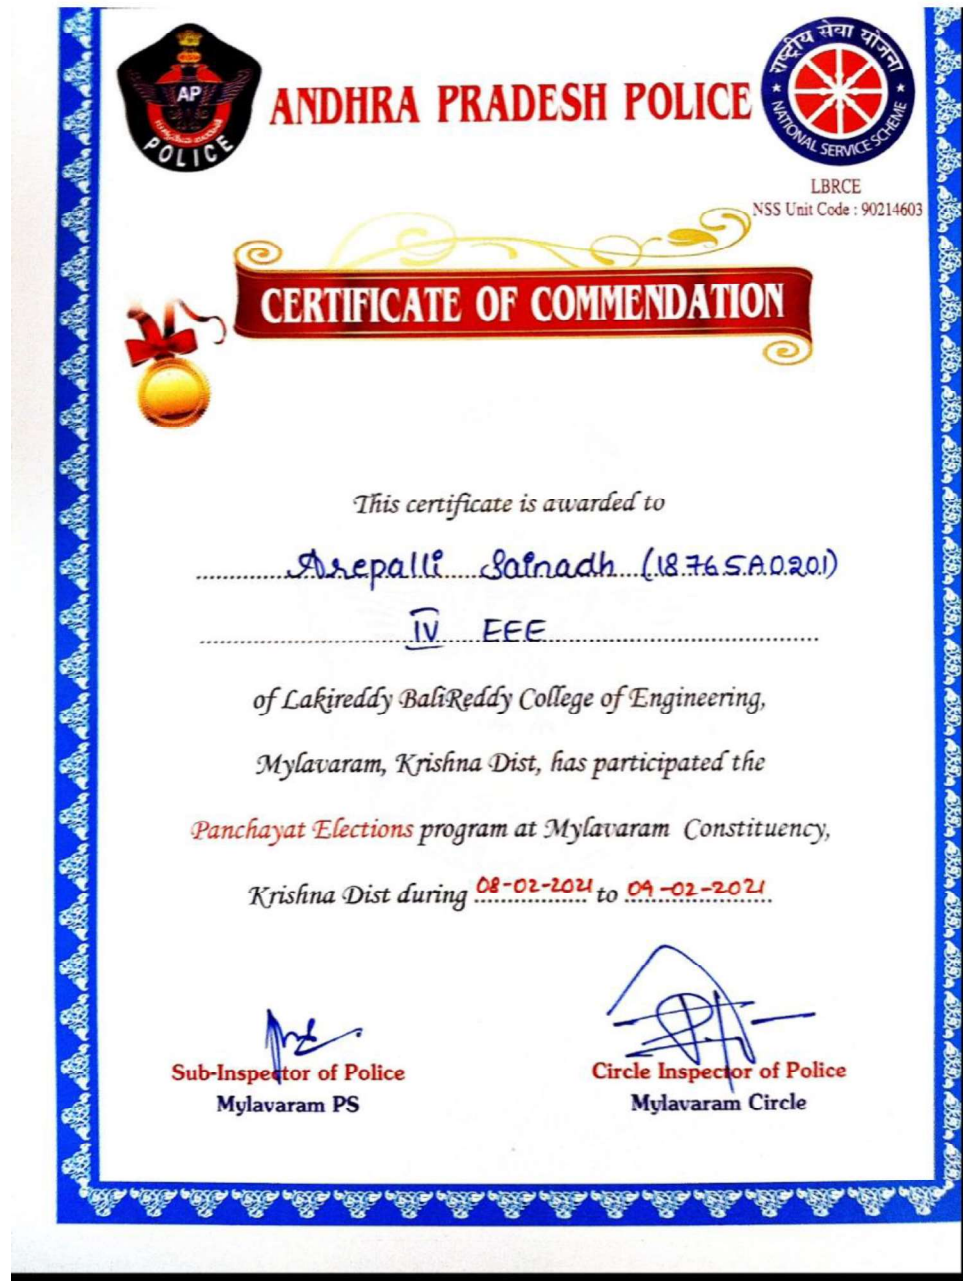 ANDHRA PRADESH POLICE
AP
POLICE
राष्ट्रीय सेवा योजना
NATIONAL SERVICE SCHEME
LBRCE
NSS Unit Code : 90214603
CERTIFICATE OF COMMENDATION
This certificate is awarded to
Arepalli Sainadh (18765A0201)
IV EEE
of Lakireddy BaliReddy College of Engineering,
Mylavaram, Krishna Dist, has participated the
Panchayat Elections program at Mylavaram Constituency,
Krishna Dist during 08-02-2021 to 09-02-2021
Sub-Inspector of Police
Mylavaram PS
Circle Inspector of Police
Mylavaram Circle